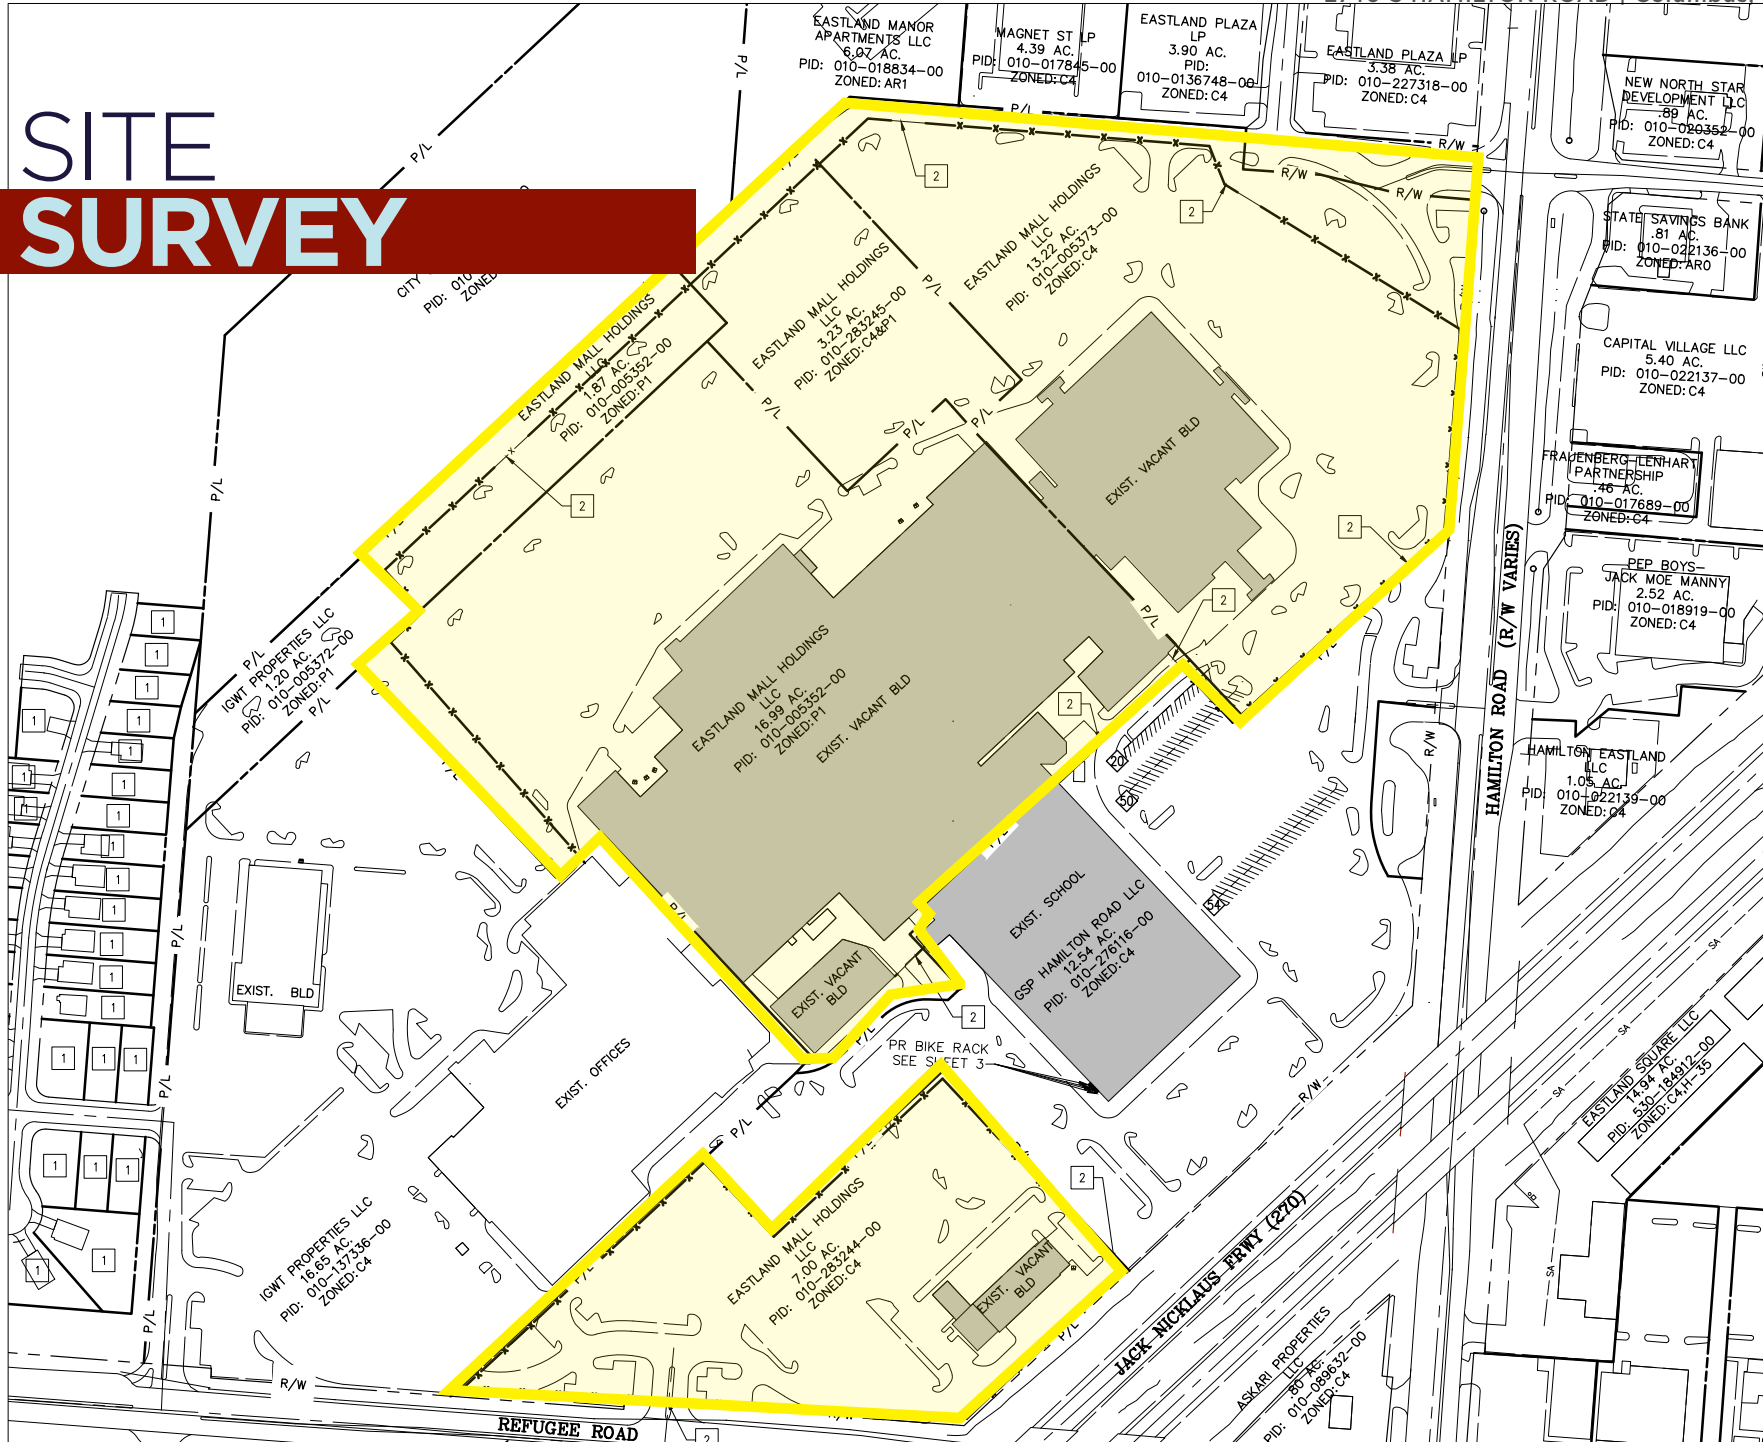 SITE
SURVEY
EASTLAND MANOR
APARTMENTS LLC
6.07 AC.
PID: 010-018834-00
ZONED: AR1
MAGNET ST LP
4.39 AC.
PID: 010-017845-00
ZONED: C4
EASTLAND PLAZA
LP
3.90 AC.
PID:
010-0136748-00
ZONED: C4
EASTLAND PLAZA LP
3.38 AC.
PID: 010-227318-00
ZONED: C4
NEW NORTH STAR
DEVELOPMENT LLC
.89 AC.
PID: 010-020352-00
ZONED: C4
STATE SAVINGS BANK
.81 AC.
PID: 010-022136-00
ZONED: ARO
CAPITAL VILLAGE LLC
5.40 AC.
PID: 010-022137-00
ZONED: C4
FRAUENBERG-LENHART
PARTNERSHIP
.46 AC.
PID: 010-017689-00
ZONED: C4
PEP BOYS-
JACK MOE MANNY
2.52 AC.
PID: 010-018919-00
ZONED: C4
HAMILTON EASTLAND
LLC
1.05 AC.
PID: 010-022139-00
ZONED: C4
EASTLAND SQUARE LLC
14.94 AC.
PID: 530-184912-00
ZONED: C4,H-35
ASKARI PROPERTIES
LLC
.80 AC.
PID: 010-089632-00
ZONED: C4
CITY
PID: 010
ZONED
EASTLAND MALL HOLDINGS
LLC
1.87 AC.
PID: 010-005352-00
ZONED: P1
EASTLAND MALL HOLDINGS
LLC
3.23 AC.
PID: 010-283245-00
ZONED: C4&P1
EASTLAND MALL HOLDINGS
LLC
13.22 AC.
PID: 010-005373-00
ZONED: C4
EXIST. VACANT BLD
EASTLAND MALL HOLDINGS
LLC
16.99 AC.
PID: 010-005352-00
ZONED: P1
EXIST. VACANT BLD
IGWT PROPERTIES LLC
1.20 AC.
PID: 010-005372-00
ZONED: P1
EXIST. SCHOOL
GSP HAMILTON ROAD LLC
12.54 AC.
PID: 010-276116-00
ZONED: C4
EXIST. VACANT
BLD
PR BIKE RACK
SEE SHEET 3
EXIST. BLD
EXIST. OFFICES
IGWT PROPERTIES LLC
16.65 AC.
PID: 010-137336-00
ZONED: C4
EASTLAND MALL HOLDINGS
LLC
7.00 AC.
PID: 010-283244-00
ZONED: C4
EXIST. VACANT
BLD
HAMILTON ROAD (R/W VARIES)
JACK NICKLAUS FRWY (270)
REFUGEE ROAD
P/L
R/W
SA
20
50
2
1